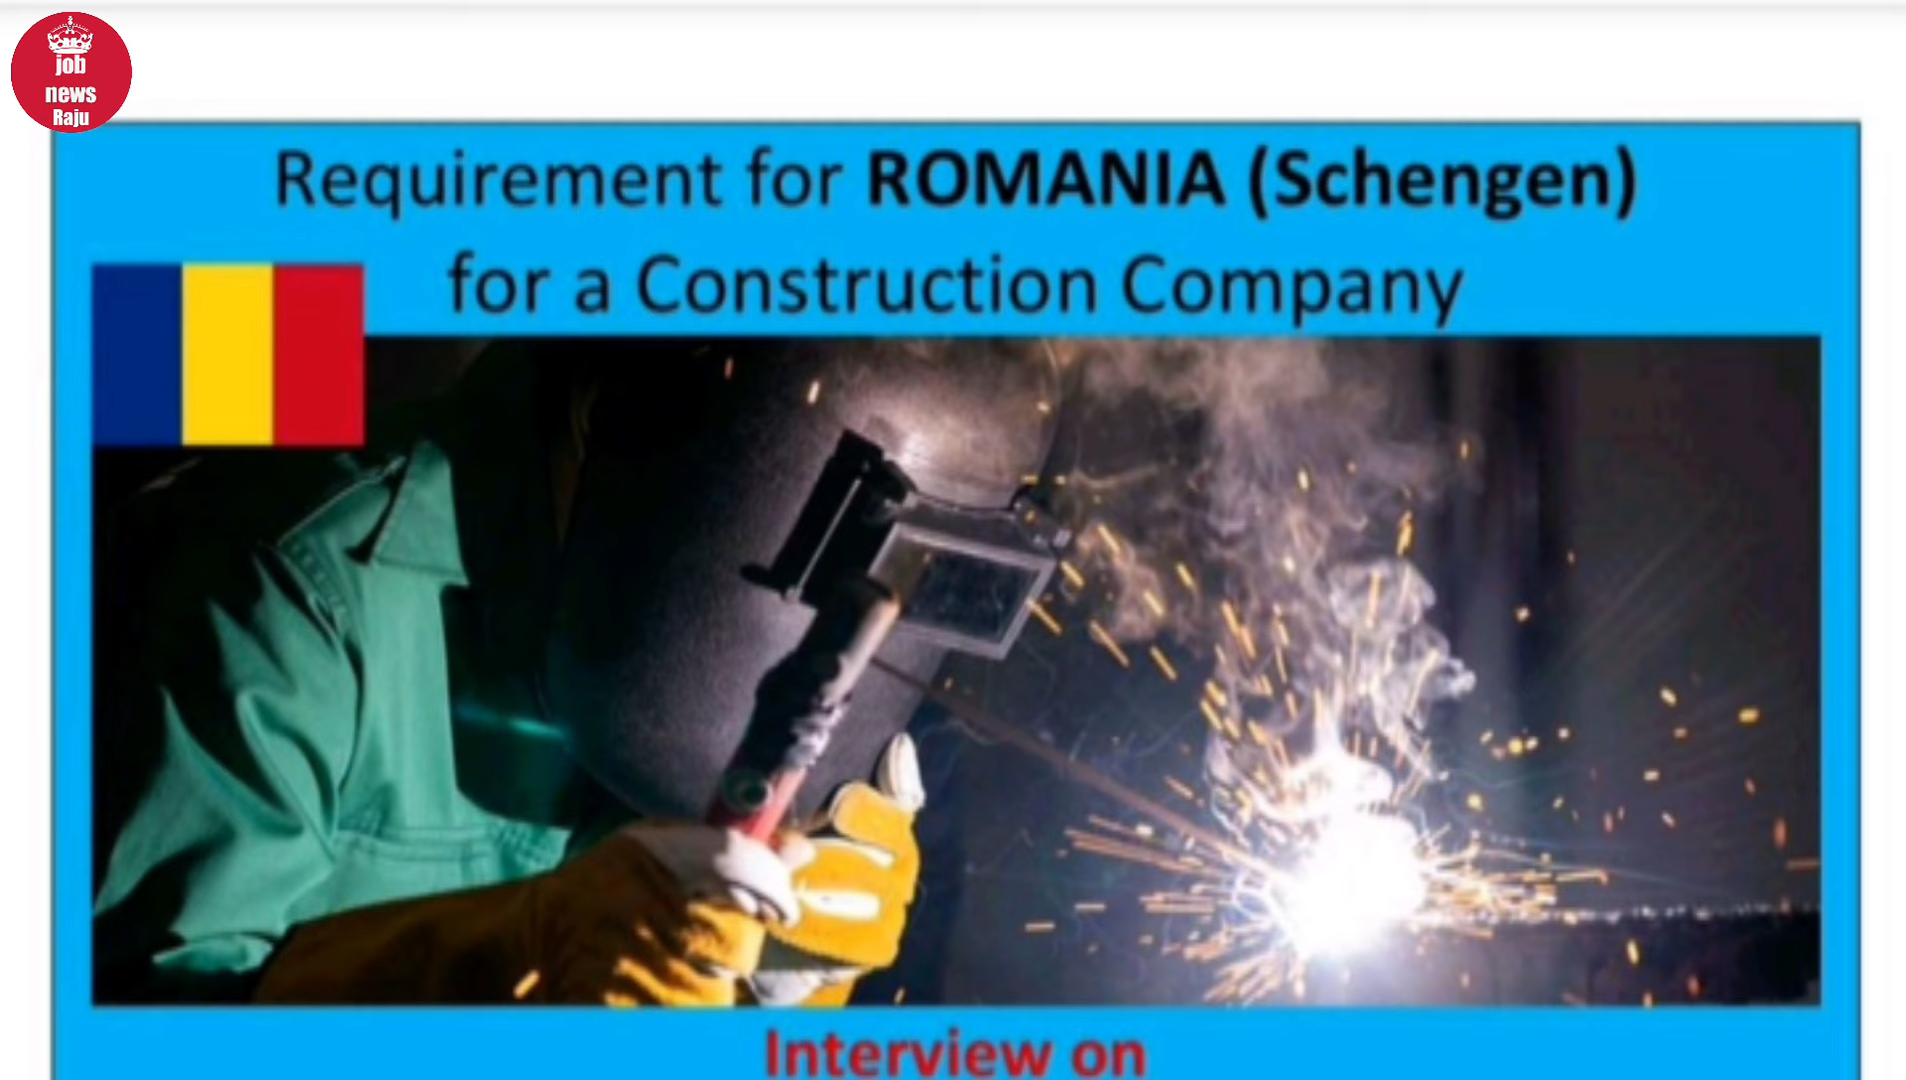 job
news
Raju
Requirement for ROMANIA (Schengen)
for a Construction Company
Interview on